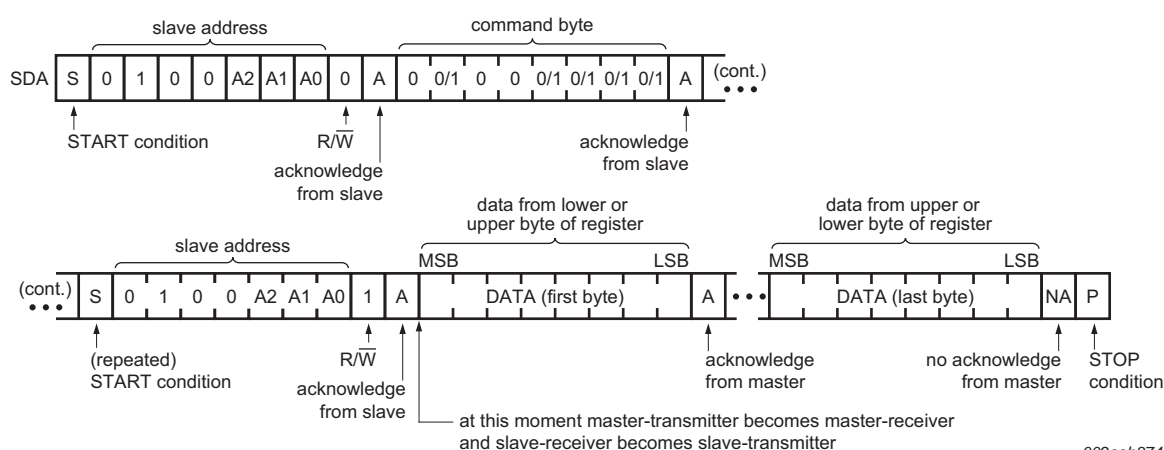 slave address
command byte
SDA S 0 1 0 0 A2 A1 A0 0 A 0 0/1 0 0 0/1 0/1 0/1 0/1 A (cont.)
START condition
R/W
acknowledge
from slave
acknowledge
from slave
data from lower or
upper byte of register
data from upper or
lower byte of register
slave address
MSB LSB MSB LSB
(cont.) S 0 1 0 0 A2 A1 A0 1 A DATA (first byte) A DATA (last byte) NA P
(repeated)
START condition
R/W
acknowledge
from slave
acknowledge
from master
no acknowledge
from master
STOP
condition
at this moment master-transmitter becomes master-receiver
and slave-receiver becomes slave-transmitter